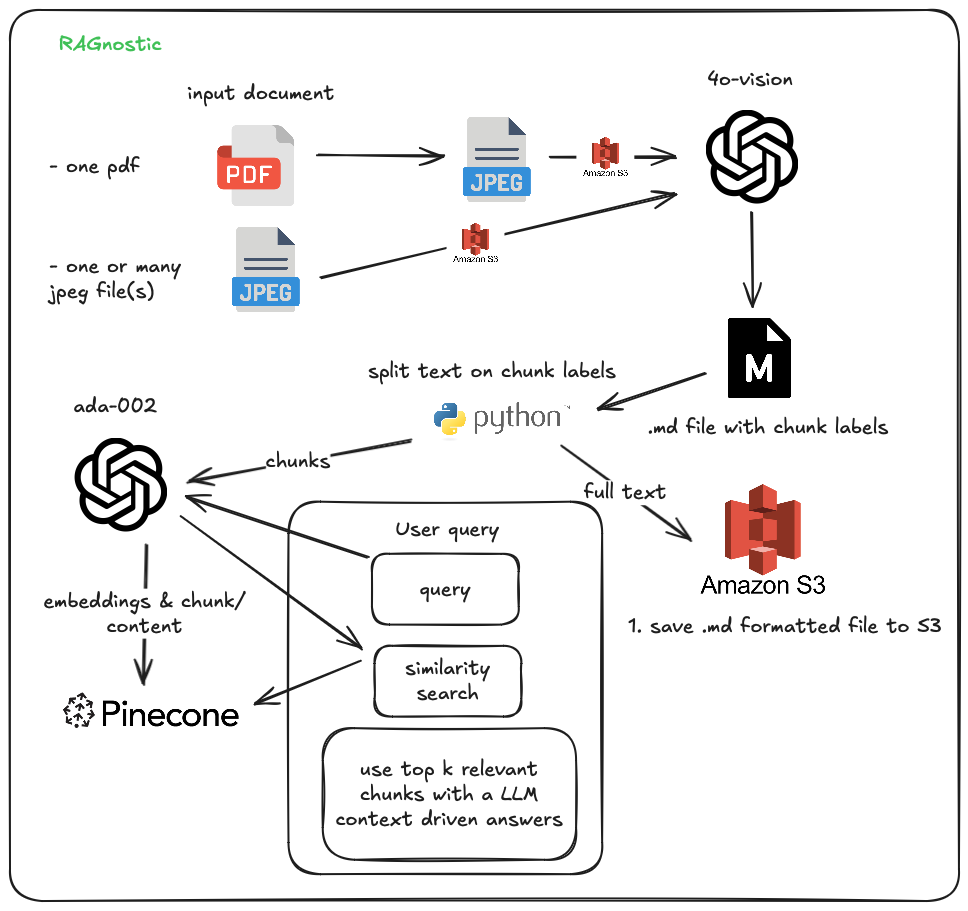 RAGnostic
input document
4o-vision
- one pdf
PDF
JPEG
Amazon S3
- one or many
jpeg file(s)
JPEG
Amazon S3
M
.md file with chunk labels
split text on chunk labels
python
ada-002
chunks
full text
Amazon S3
1. save .md formatted file to S3
User query
query
embeddings & chunk/
content
similarity
search
Pinecone
use top k relevant
chunks with a LLM
context driven answers